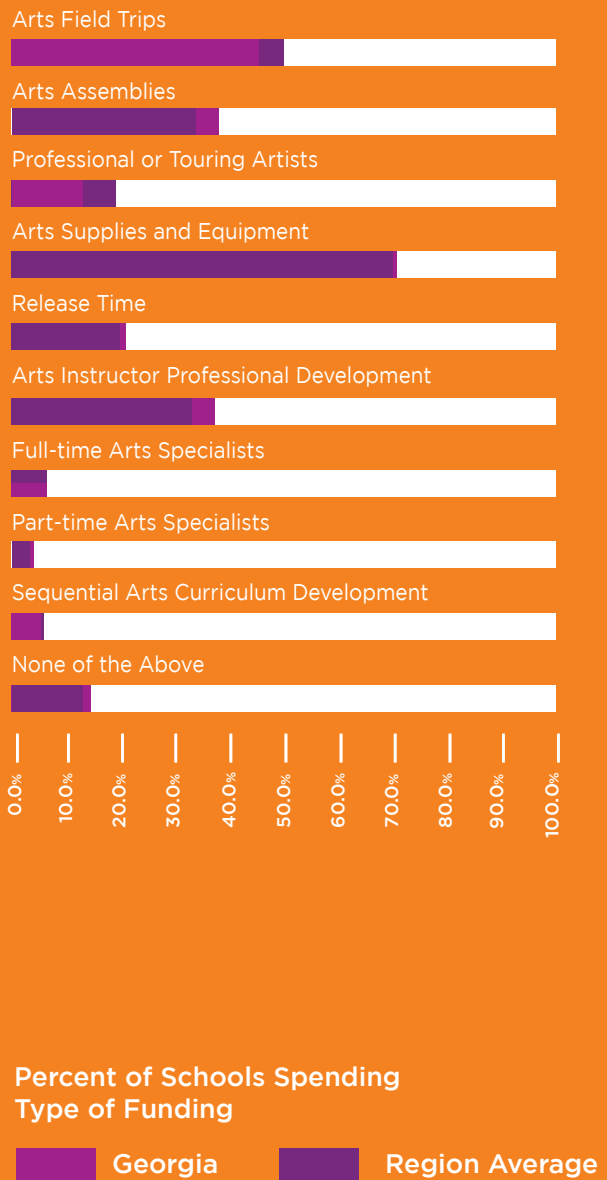 Arts Field Trips
Arts Assemblies
Professional or Touring Artists
Arts Supplies and Equipment
Release Time
Arts Instructor Professional Development
Full-time Arts Specialists
Part-time Arts Specialists
Sequential Arts Curriculum Development
None of the Above
0.0% 10.0% 20.0% 30.0% 40.0% 50.0% 60.0% 70.0% 80.0% 90.0% 100.0%
Percent of Schools Spending
Type of Funding
Georgia Region Average